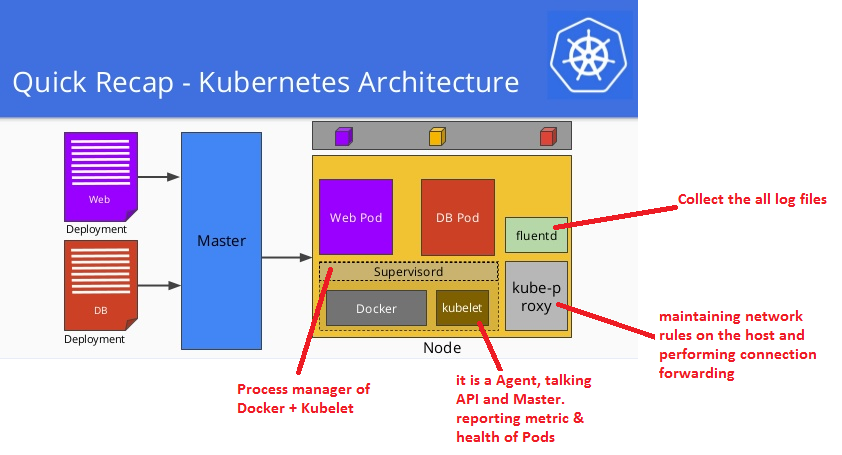 Quick Recap - Kubernetes Architecture
Web
Deployment
DB
Deployment
Master
Web Pod
DB Pod
fluentd
Supervisord
Docker
kubelet
kube-p
roxy
Node
Collect the all log files
maintaining network
rules on the host and
performing connection
forwarding
Process manager of
Docker + Kubelet
it is a Agent, talking
API and Master.
reporting metric &
health of Pods